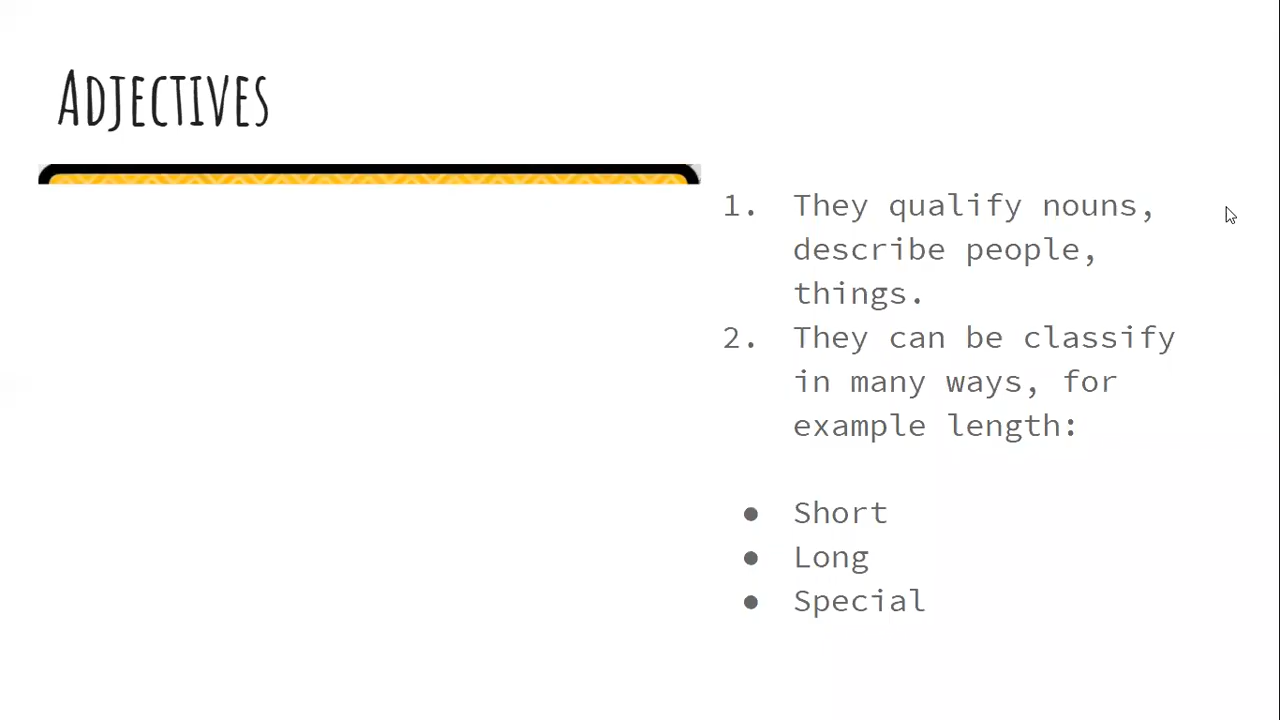 Adjectives
1. They qualify nouns,
describe people,
things.
2. They can be classify
in many ways, for
example length:
● Short
● Long
● Special